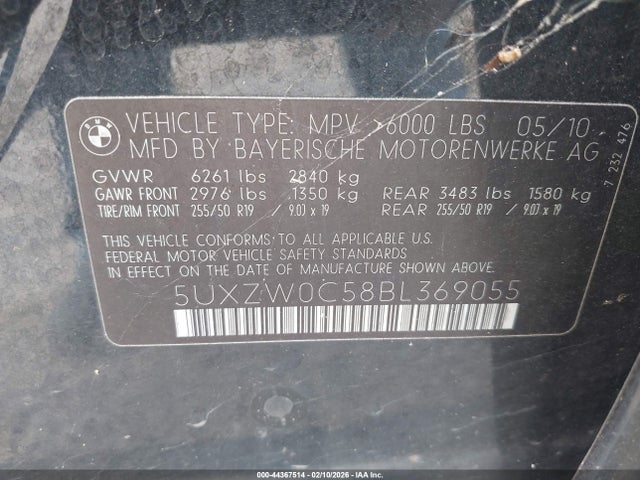 BMW
VEHICLE TYPE: MPV >6000 LBS 05/10
MFD BY BAYERISCHE MOTORENWERKE AG
GVWR 6261 lbs 2840 kg
GAWR FRONT 2976 lbs 1350 kg REAR 3483 lbs 1580 kg
TIRE/RIM FRONT 255/50 R19 / 9.0J x 19 REAR 255/50 R19 / 9.0J x 19
THIS VEHICLE CONFORMS TO ALL APPLICABLE U.S.
FEDERAL MOTOR VEHICLE SAFETY STANDARDS
IN EFFECT ON THE DATE OF MANUFACTURE SHOWN ABOVE
5UXZW0C58BL369055
7 232 476
000-44367514 - 02/10/2026 - IAAI.Inc.